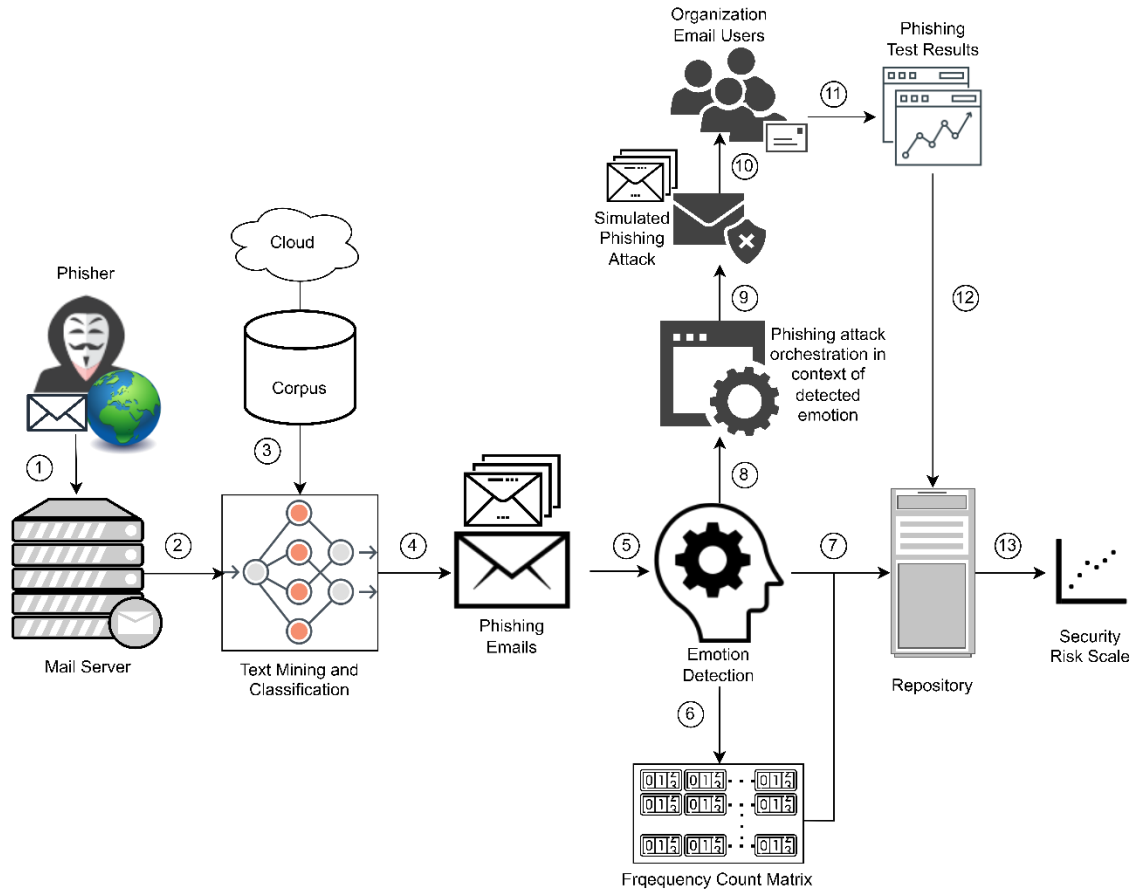 Organization
Email Users
Phishing
Test Results
11
10
Simulated
Phishing
Attack
Cloud
Phisher
9
12
Phishing attack
orchestration in
context of
detected
emotion
Corpus
1
3
8
2
4
5
7
13
Mail Server
Text Mining and
Classification
Phishing
Emails
Emotion
Detection
Repository
Security
Risk Scale
6
Frqequency Count Matrix